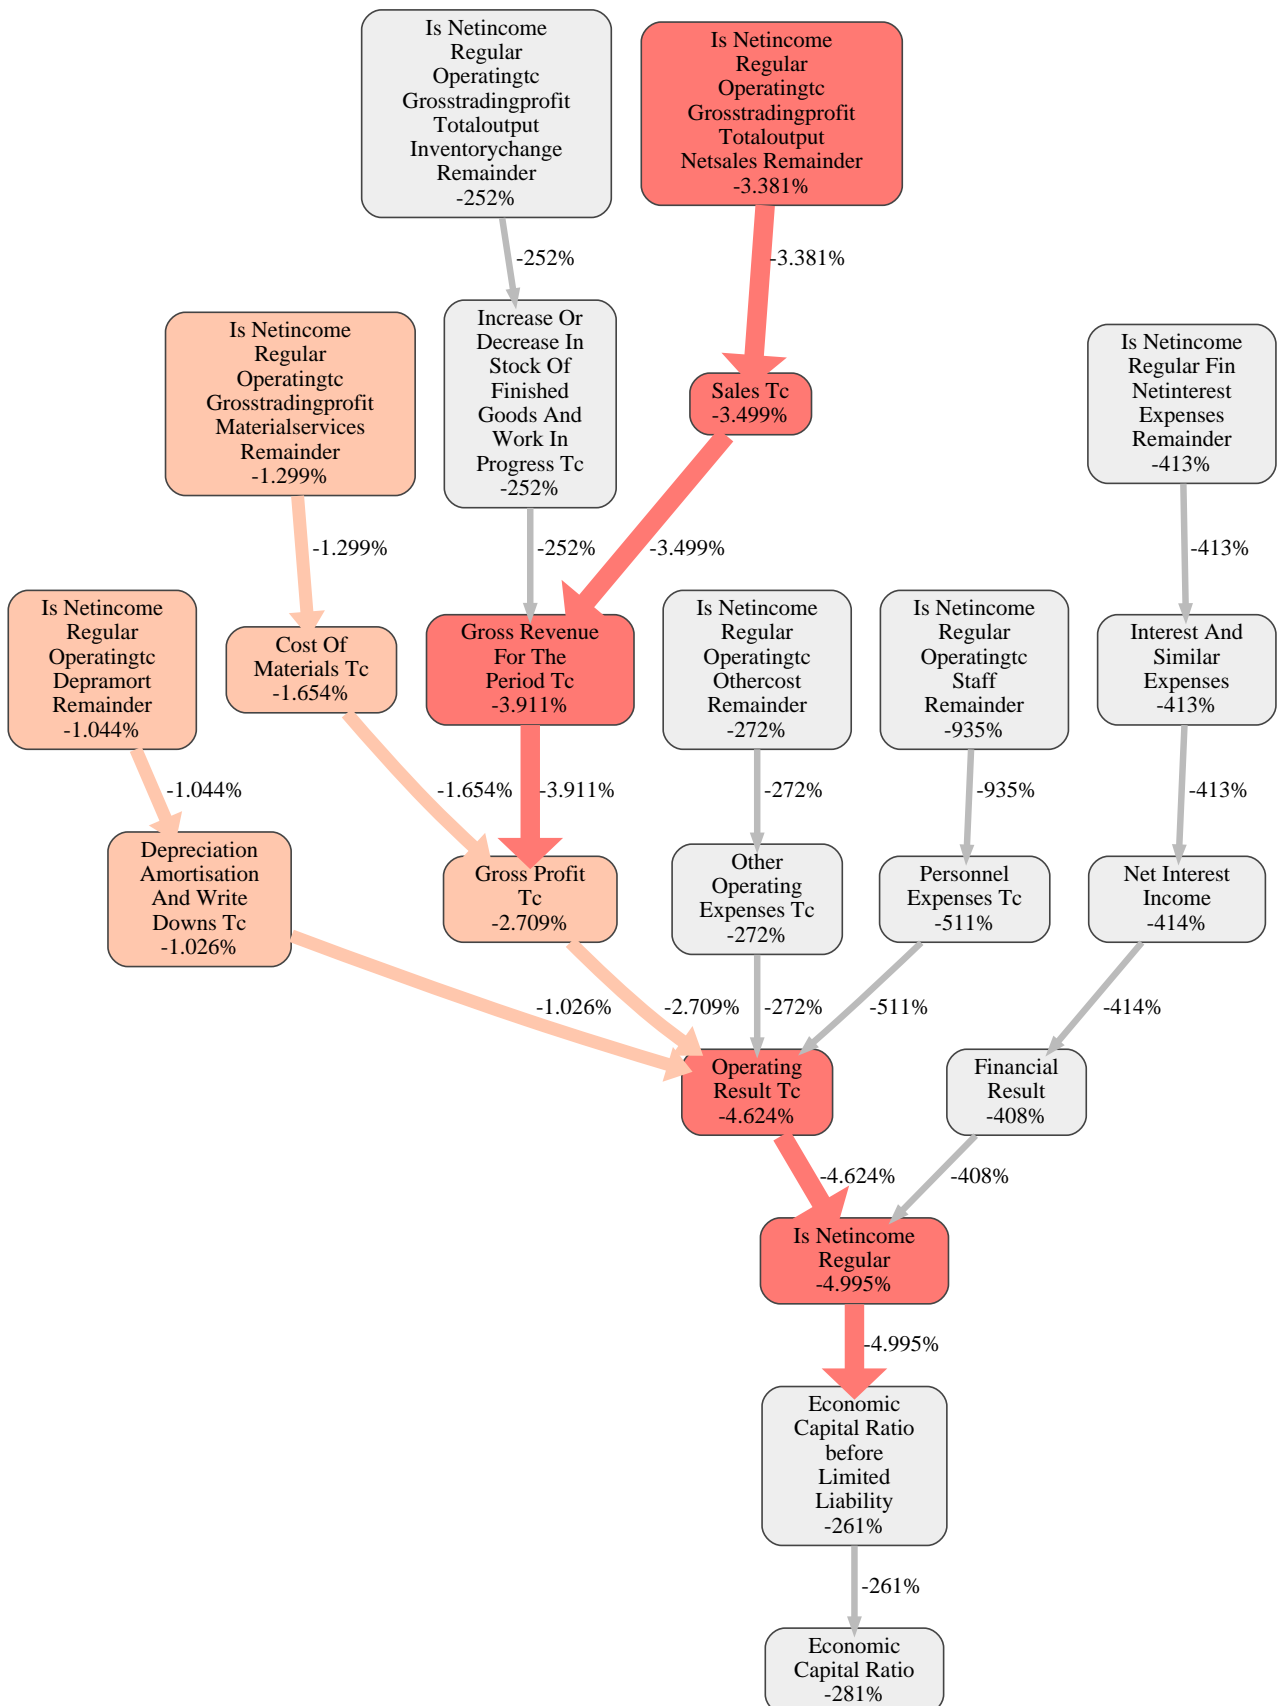 Is Netincome
Regular
Operatingtc
Grosstradingprofit
Totaloutput
Inventorychange
Remainder
-252%
Is Netincome
Regular
Operatingtc
Grosstradingprofit
Totaloutput
Netsales Remainder
-3.381%
-252%
-3.381%
Is Netincome
Regular
Operatingtc
Grosstradingprofit
Materialservices
Remainder
-1.299%
Increase Or
Decrease In
Stock Of
Finished
Goods And
Work In
Progress Tc
-252%
Sales Tc
-3.499%
Is Netincome
Regular Fin
Netinterest
Expenses
Remainder
-413%
-1.299%
-252%
-3.499%
-413%
Is Netincome
Regular
Operatingtc
Depramort
Remainder
-1.044%
Cost Of
Materials Tc
-1.654%
Gross Revenue
For The
Period Tc
-3.911%
Is Netincome
Regular
Operatingtc
Othercost
Remainder
-272%
Is Netincome
Regular
Operatingtc
Staff
Remainder
-935%
Interest And
Similar
Expenses
-413%
-1.044%
-1.654%
-3.911%
-272%
-935%
-413%
Depreciation
Amortisation
And Write
Downs Tc
-1.026%
Gross Profit
Tc
-2.709%
Other
Operating
Expenses Tc
-272%
Personnel
Expenses Tc
-511%
Net Interest
Income
-414%
-1.026%
-2.709%
-272%
-511%
-414%
Operating
Result Tc
-4.624%
Financial
Result
-408%
-4.624%
-408%
Is Netincome
Regular
-4.995%
-4.995%
Economic
Capital Ratio
before
Limited
Liability
-261%
-261%
Economic
Capital Ratio
-281%